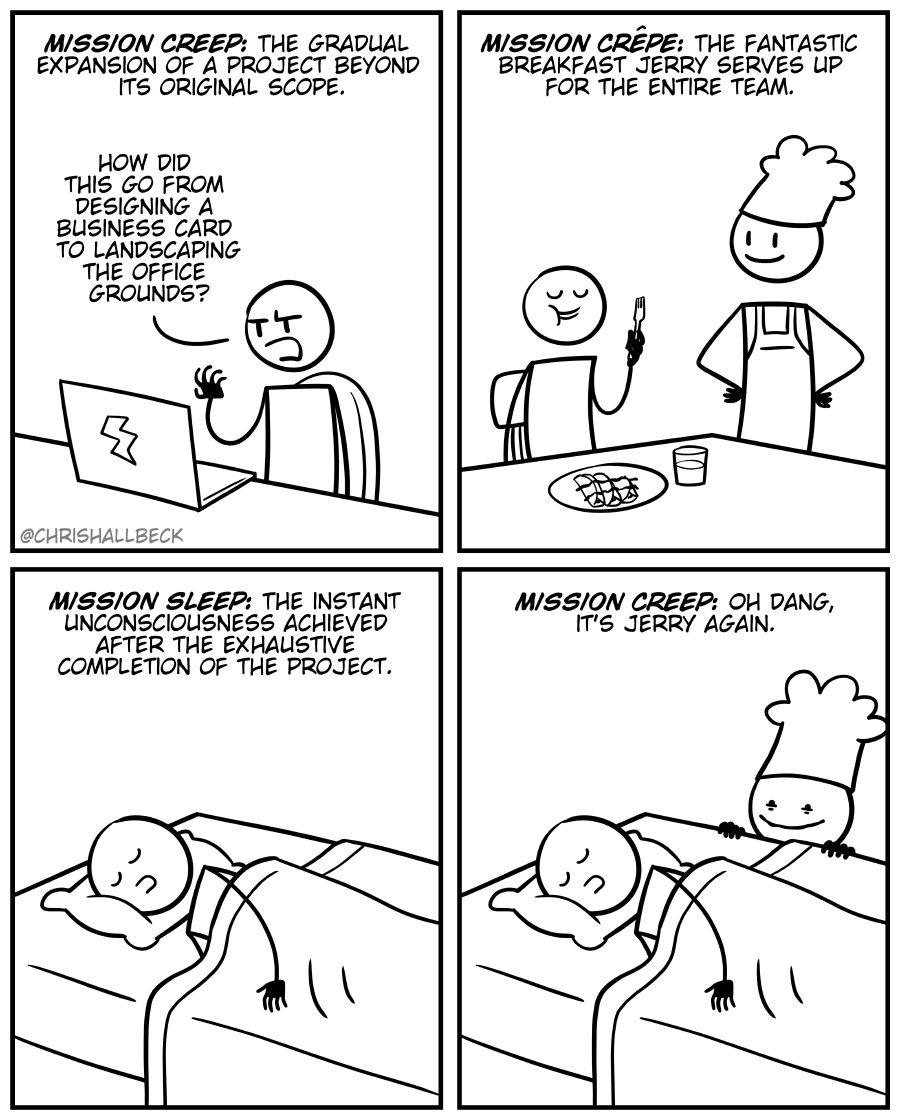 MISSION CREEP: THE GRADUAL
EXPANSION OF A PROJECT BEYOND
ITS ORIGINAL SCOPE.
HOW DID
THIS GO FROM
DESIGNING A
BUSINESS CARD
TO LANDSCAPING
THE OFFICE
GROUNDS?
@CHRISHALLBECK
MISSION CRÊPE: THE FANTASTIC
BREAKFAST JERRY SERVES UP
FOR THE ENTIRE TEAM.
MISSION SLEEP: THE INSTANT
UNCONSCIOUSNESS ACHIEVED
AFTER THE EXHAUSTIVE
COMPLETION OF THE PROJECT.
MISSION CREEP: OH DANG,
IT'S JERRY AGAIN.